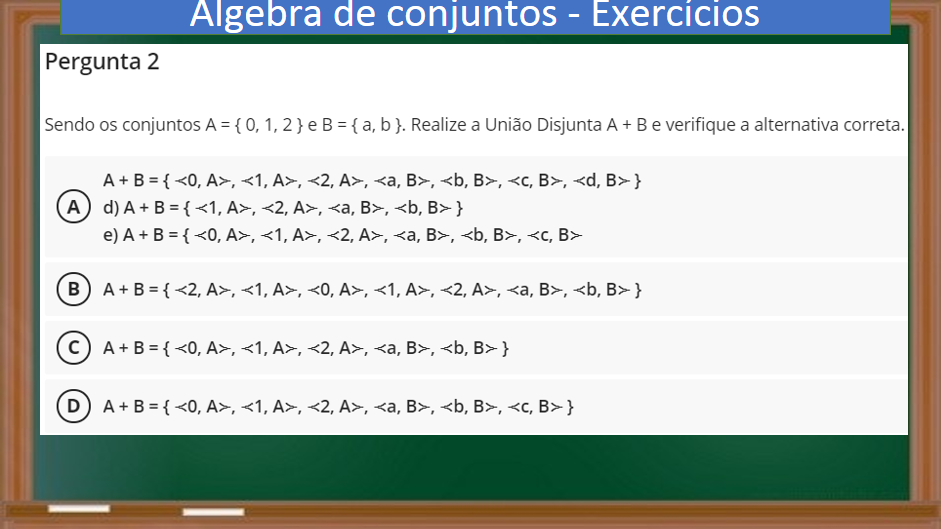 Álgebra de conjuntos - Exercícios
Pergunta 2
Sendo os conjuntos A = { 0, 1, 2 } e B = { a, b }. Realize a União Disjunta A + B e verifique a alternativa correta.
A + B = { ≺0, A≻, ≺1, A≻, ≺2, A≻, ≺a, B≻, ≺b, B≻, ≺c, B≻, ≺d, B≻ }
A d) A + B = { ≺1, A≻, ≺2, A≻, ≺a, B≻, ≺b, B≻ }
e) A + B = { ≺0, A≻, ≺1, A≻, ≺2, A≻, ≺a, B≻, ≺b, B≻, ≺c, B≻
B A + B = { ≺2, A≻, ≺1, A≻, ≺0, A≻, ≺1, A≻, ≺2, A≻, ≺a, B≻, ≺b, B≻ }
C A + B = { ≺0, A≻, ≺1, A≻, ≺2, A≻, ≺a, B≻, ≺b, B≻ }
D A + B = { ≺0, A≻, ≺1, A≻, ≺2, A≻, ≺a, B≻, ≺b, B≻, ≺c, B≻ }